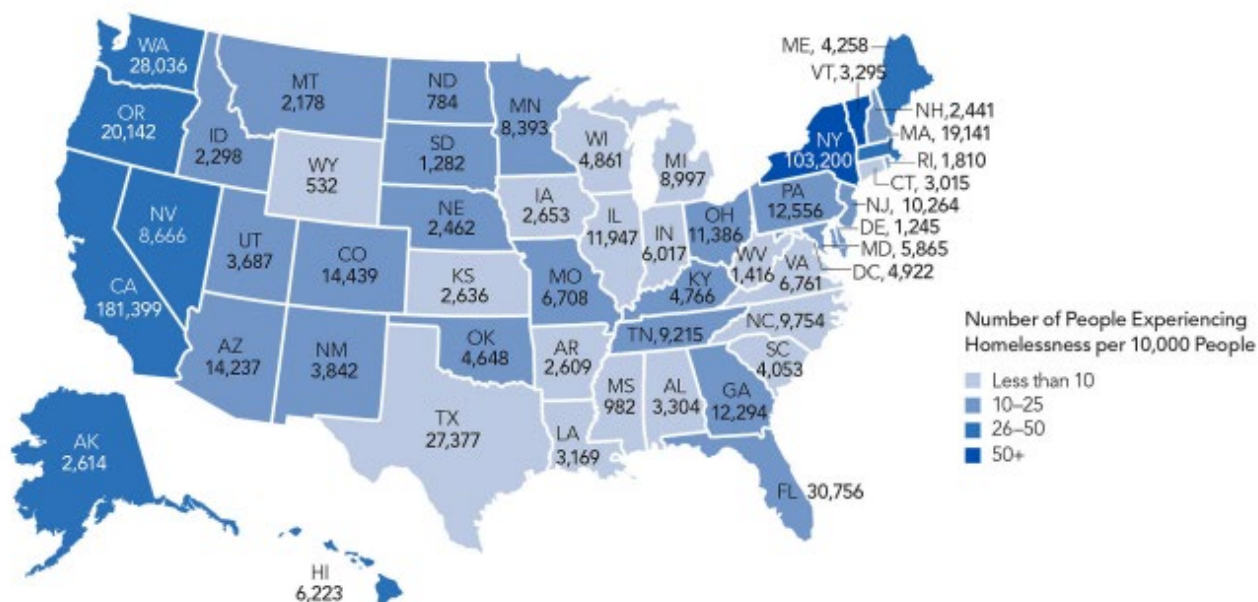 WA
28,036
OR
20,142
ID
2,298
MT
2,178
ND
784
MN
8,393
WI
4,861
MI
8,997
ME, 4,258
VT, 3,295
NH, 2,441
NY
103,200
MA, 19,141
RI, 1,810
CT, 3,015
PA
12,556
NJ, 10,264
DE, 1,245
MD, 5,865
DC, 4,922
WY
532
SD
1,282
NE
2,462
IA
2,653
IL
11,947
IN
6,017
OH
11,386
WV
1,416
VA
6,761
NV
8,666
UT
3,687
CO
14,439
KS
2,636
MO
6,708
KY
4,766
CA
181,399
AZ
14,237
NM
3,842
OK
4,648
AR
2,609
TN, 9,215
NC, 9,754
SC
4,053
TX
27,377
LA
3,169
MS
982
AL
3,304
GA
12,294
FL 30,756
AK
2,614
HI
6,223
Number of People Experiencing
Homelessness per 10,000 People
Less than 10
10–25
26–50
50+